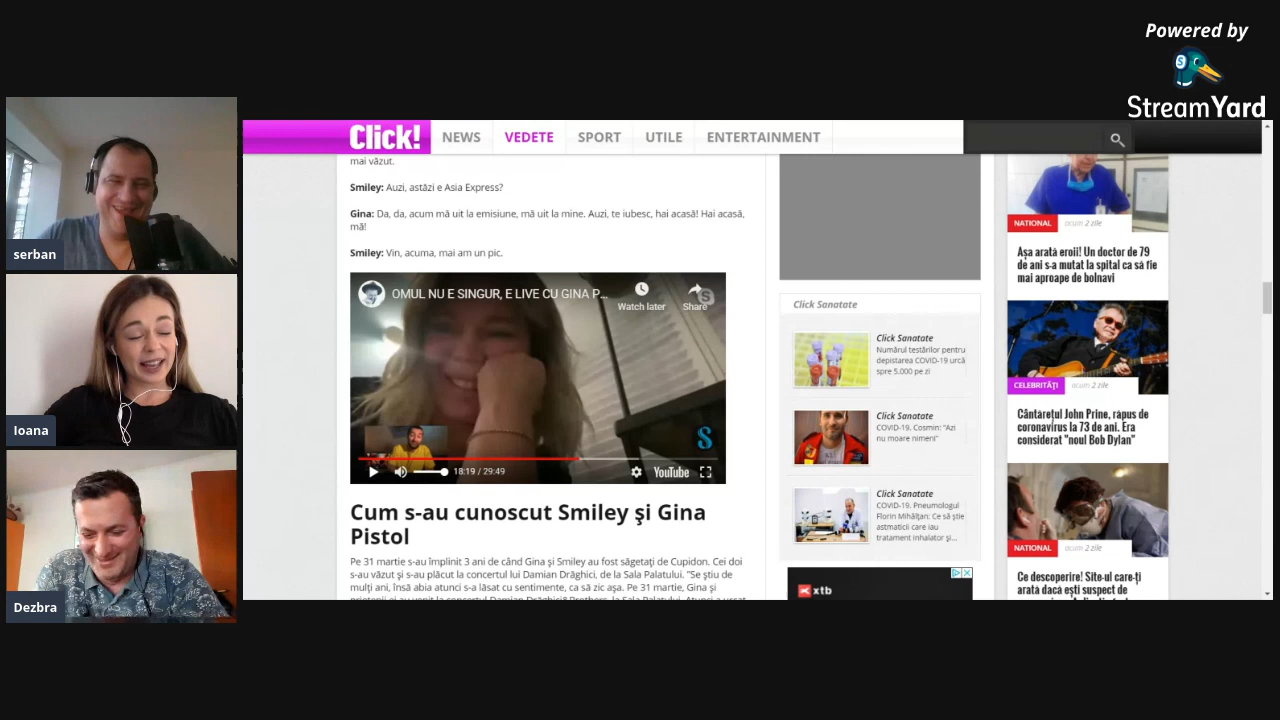 Powered by
StreamYard
serban
Ioana
Dezbra
Click!
NEWS
VEDETE
SPORT
UTILE
ENTERTAINMENT
mai văzut.
Smiley: Auzi, astăzi e Asia Express?
Gina: Da, da, acum mă uit la emisiune, mă uit la mine. Auzi, te iubesc, hai acasă! Hai acasă,
mă!
Smiley: Vin, acuma, mai am un pic.
OMUL NU E SINGUR, E LIVE CU GINA P...
Watch later
Share
18:19 / 29:49
YouTube
Cum s-au cunoscut Smiley şi Gina
Pistol
Pe 31 martie s-au împlinit 3 ani de când Gina şi Smiley au fost săgetaţi de Cupidon. Cei doi
s-au văzut şi s-au plăcut la concertul lui Damian Drăghici, de la Sala Palatului. "Se ştiu de
mulţi ani, însă abia atunci s-a lăsat cu sentimente, ca să zic aşa. Pe 31 martie, Gina şi
Click Sanatate
Click Sanatate
Numărul testărilor pentru
depistarea COVID-19 urcă
spre 5.000 pe zi
Click Sanatate
COVID-19. Cosmin: "Azi
nu moare nimeni"
Click Sanatate
COVID-19. Pneumologul
Florin Mihălţan: Ce să ştie
astmaticii care iau
tratament inhalator şi...
xtb
NATIONAL
acum 2 zile
Aşa arată eroii! Un doctor de 79
de ani s-a mutat la spital ca să fie
mai aproape de bolnavi
CELEBRITĂŢI
acum 2 zile
Cântăreţul John Prine, răpus de
coronavirus la 73 de ani. Era
considerat "noul Bob Dylan"
NATIONAL
acum 2 zile
Ce descoperire! Site-ul care-ţi
arată dacă eşti suspect de